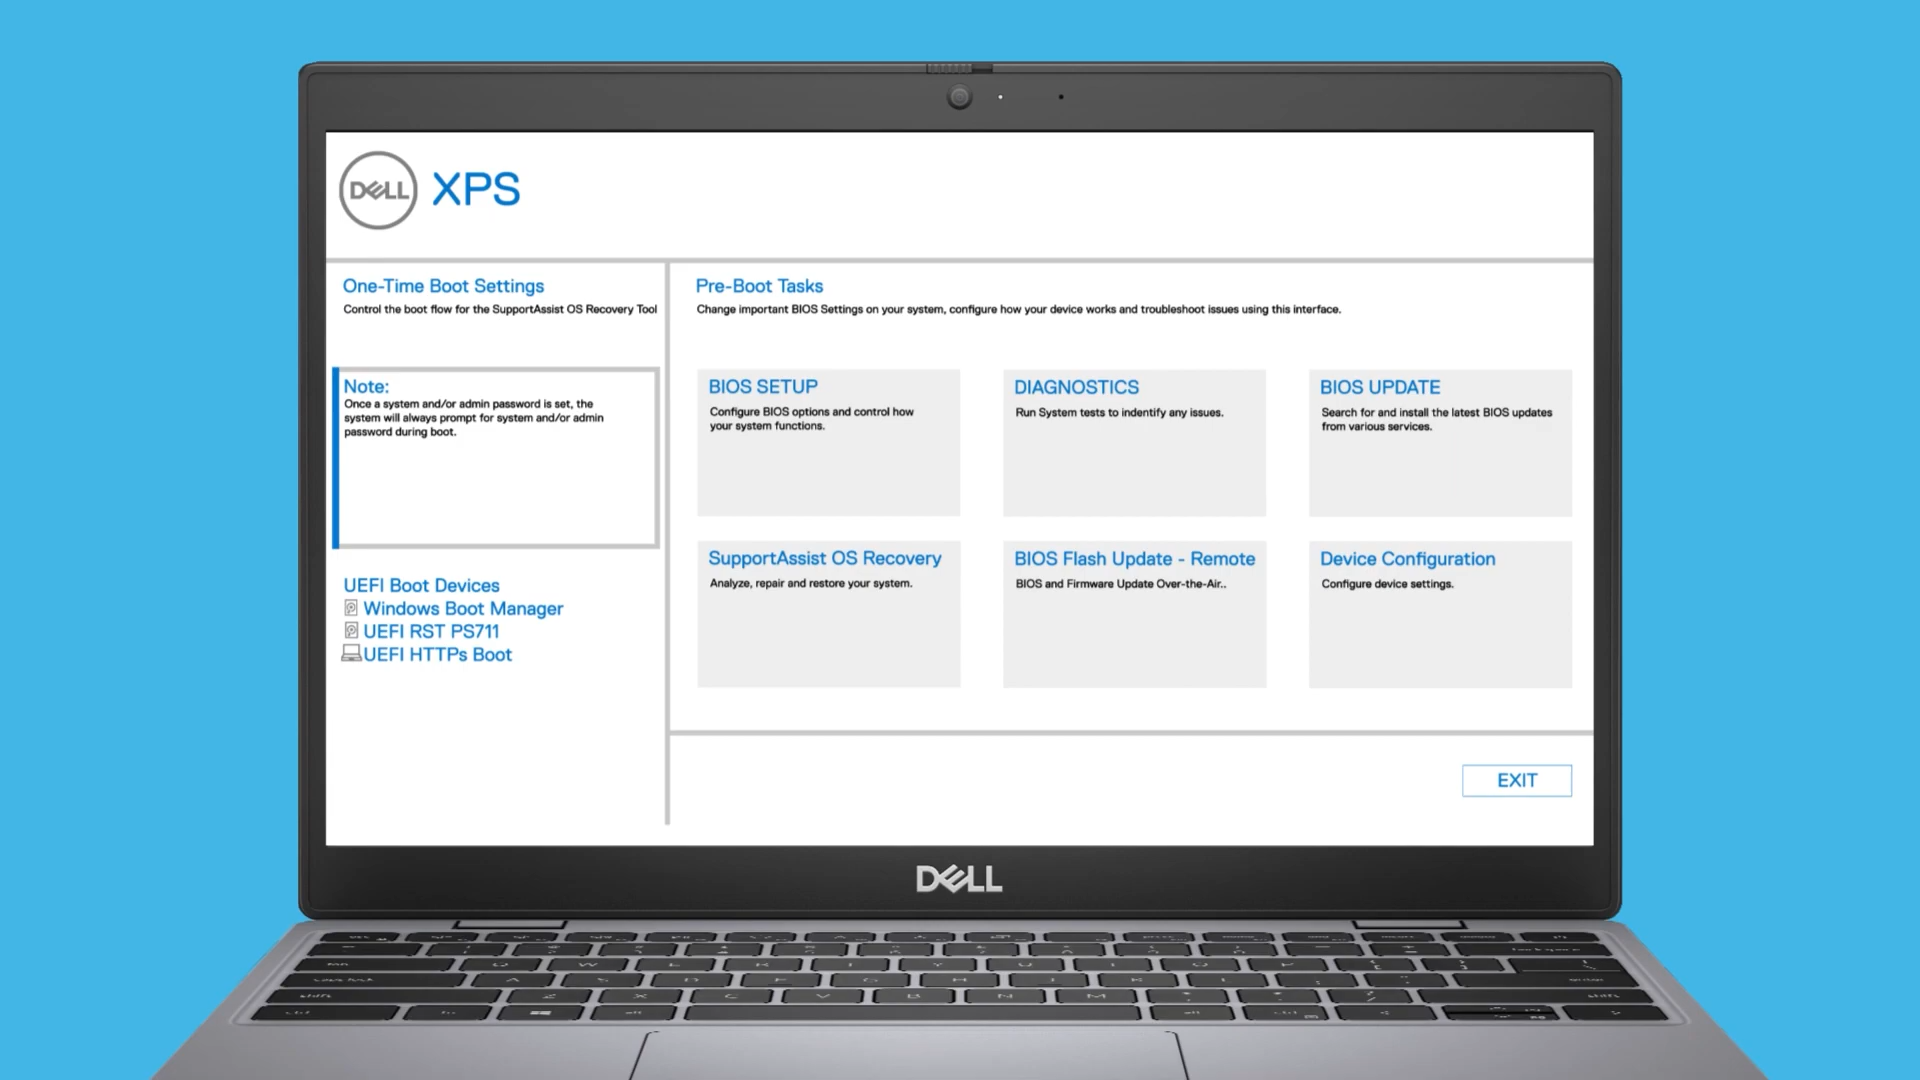 DELL XPS
One-Time Boot Settings
Control the boot flow for the SupportAssist OS Recovery Tool
Note:
Once a system and/or admin password is set, the
system will always prompt for system and/or admin
password during boot.
UEFI Boot Devices
Windows Boot Manager
UEFI RST PS711
UEFI HTTPs Boot
Pre-Boot Tasks
Change important BIOS Settings on your system, configure how your device works and troubleshoot issues using this interface.
BIOS SETUP
Configure BIOS options and control how
your system functions.
DIAGNOSTICS
Run System tests to indentify any issues.
BIOS UPDATE
Search for and install the latest BIOS updates
from various services.
SupportAssist OS Recovery
Analyze, repair and restore your system.
BIOS Flash Update - Remote
BIOS and Firmware Update Over-the-Air..
Device Configuration
Configure device settings.
EXIT
DELL